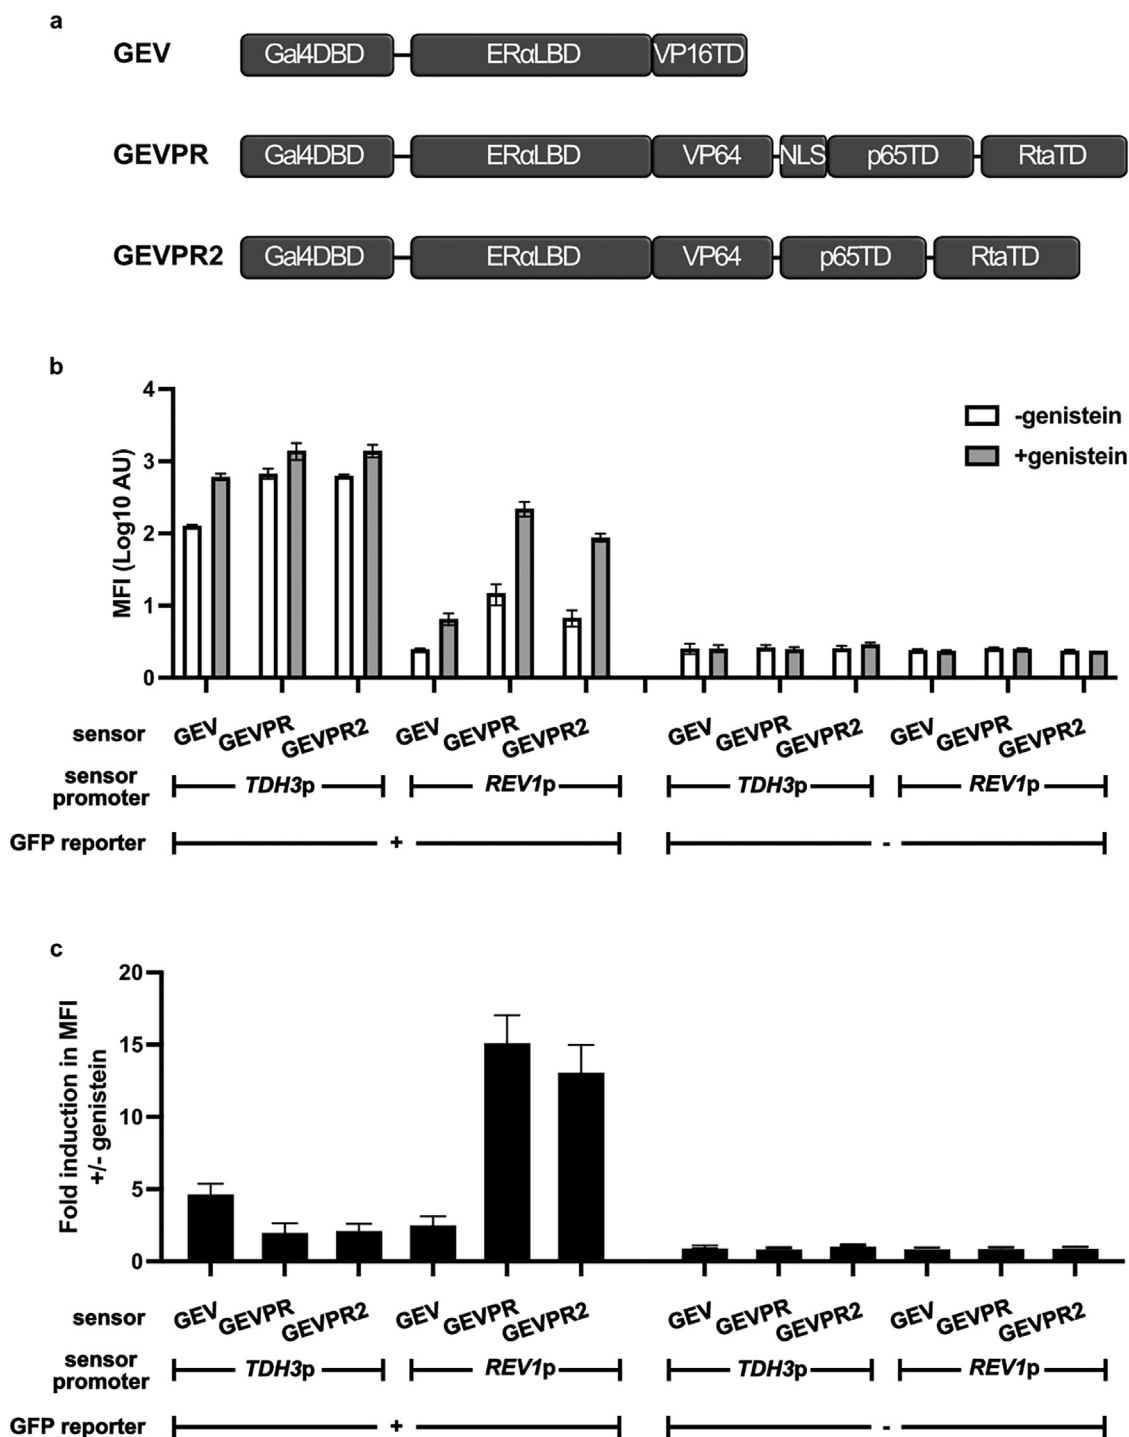 a
GEV Gal4DBD ERαLBD VP16TD
GEVPR Gal4DBD ERαLBD VP64 NLS p65TD RtaTD
GEVPR2 Gal4DBD ERαLBD VP64 p65TD RtaTD
b
MFI (Log10 AU)
4
3
2
1
0
-genistein
+genistein
sensor GEV GEVPR GEVPR2 GEV GEVPR GEVPR2 GEV GEVPR GEVPR2 GEV GEVPR GEVPR2
sensor
promoter TDH3p REV1p TDH3p REV1p
GFP reporter + -
c
Fold induction in MFI
+/- genistein
20
15
10
5
0
sensor GEV GEVPR GEVPR2 GEV GEVPR GEVPR2 GEV GEVPR GEVPR2 GEV GEVPR GEVPR2
sensor
promoter TDH3p REV1p TDH3p REV1p
GFP reporter + -